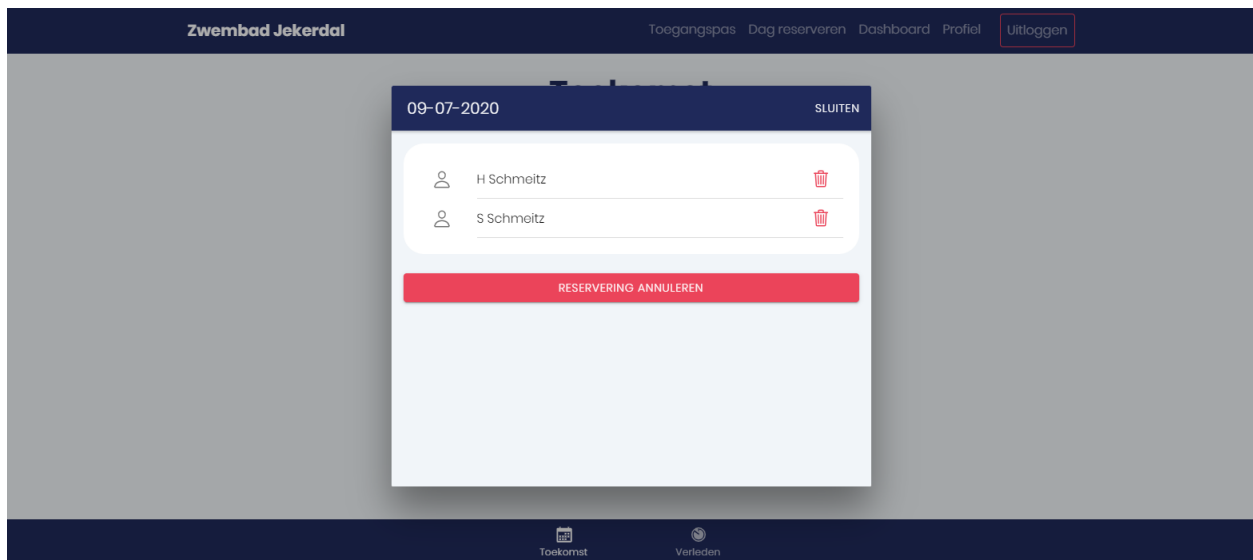 Zwembad Jekerdal
Toegangspas Dag reserveren Dashboard Profiel Uitloggen
09-07-2020 SLUITEN
H Schmeitz
S Schmeitz
RESERVERING ANNULEREN
Toekomst Verleden